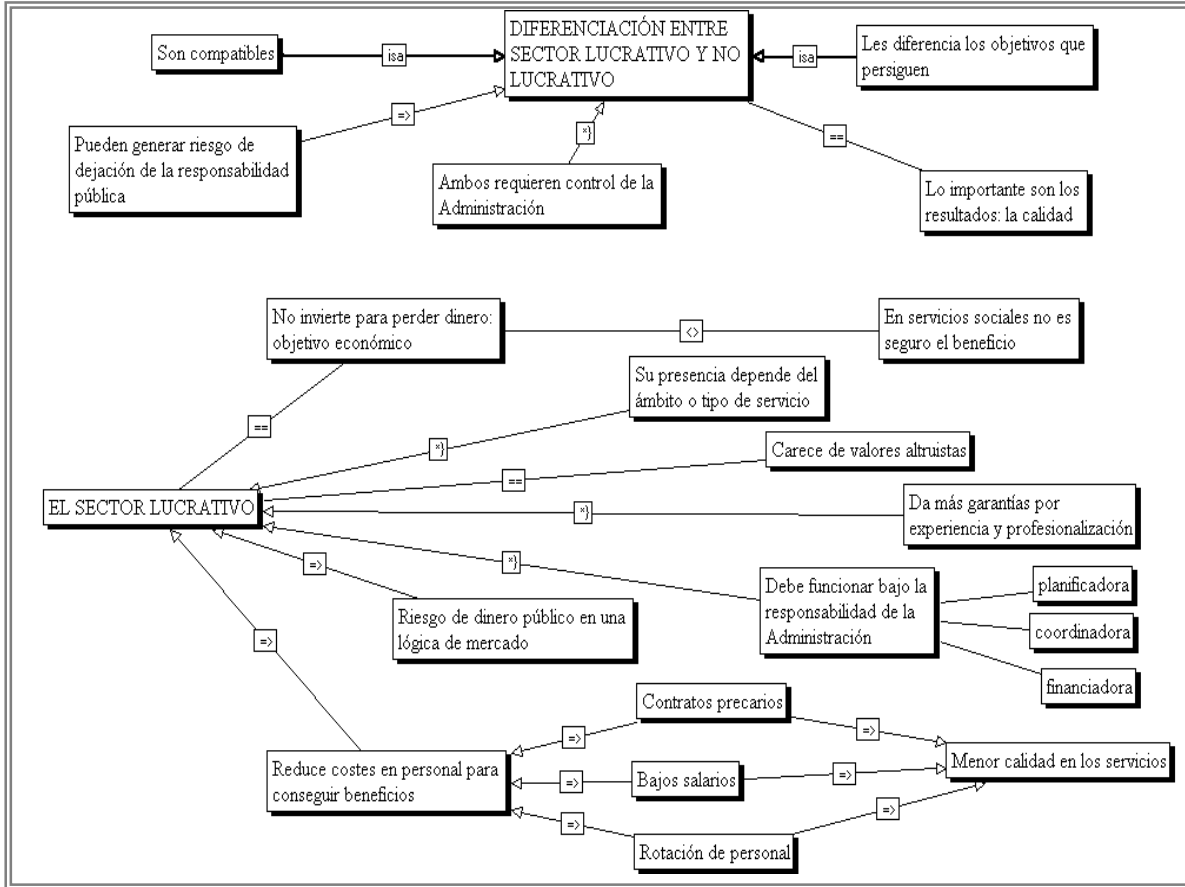 Son compatibles
isa
DIFERENCIACIÓN ENTRE
SECTOR LUCRATIVO Y NO
LUCRATIVO
isa
Les diferencia los objetivos que
persiguen
=>
Pueden generar riesgo de
dejación de la responsabilidad
pública
*}
Ambos requieren control de la
Administración
==
Lo importante son los
resultados: la calidad
No invierte para perder dinero:
objetivo económico
<>
En servicios sociales no es
seguro el beneficio
Su presencia depende del
ámbito o tipo de servicio
==
*}
Carece de valores altruistas
==
EL SECTOR LUCRATIVO
*}
Da más garantías por
experiencia y profesionalización
=>
*}
Debe funcionar bajo la
responsabilidad de la
Administración
planificadora
coordinadora
financiadora
Riesgo de dinero público en una
lógica de mercado
=>
Contratos precarios
=>
=>
Reduce costes en personal para
conseguir beneficios
=>
Bajos salarios
=>
Menor calidad en los servicios
=>
=>
Rotación de personal